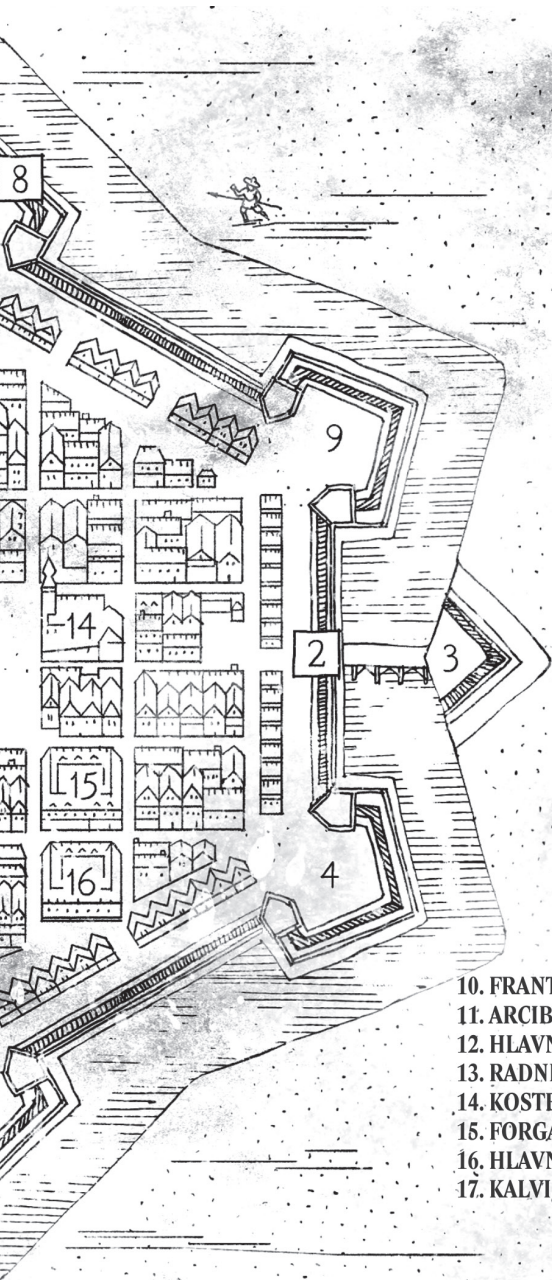 8
9
14
2
3
15
16
4
10. FRANT
11. ARCIB
12. HLAVN
13. RADNI
14. KOSTE
15. FORGA
16. HLAVN
17. KALVI